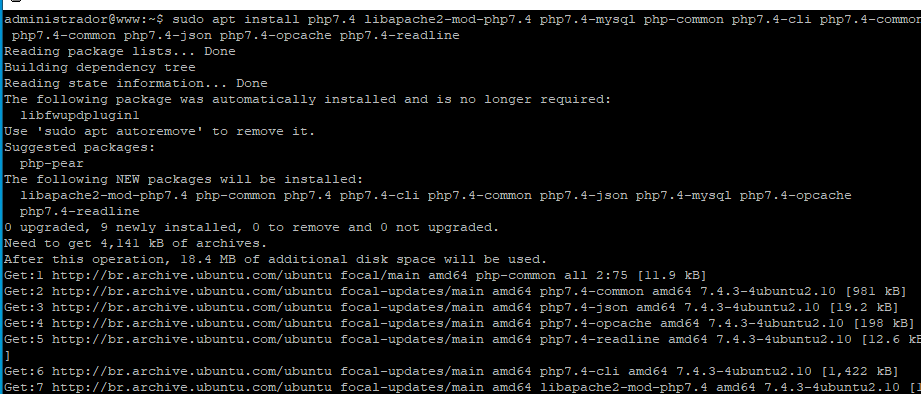 administrador@www:~$ sudo apt install php7.4 libapache2-mod-php7.4 php7.4-mysql php-common php7.4-cli php7.4-common
php7.4-common php7.4-json php7.4-opcache php7.4-readline
Reading package lists... Done
Building dependency tree
Reading state information... Done
The following package was automatically installed and is no longer required:
libfwupdplugin1
Use 'sudo apt autoremove' to remove it.
Suggested packages:
php-pear
The following NEW packages will be installed:
libapache2-mod-php7.4 php-common php7.4 php7.4-cli php7.4-common php7.4-json php7.4-mysql php7.4-opcache
php7.4-readline
0 upgraded, 9 newly installed, 0 to remove and 0 not upgraded.
Need to get 4,141 kB of archives.
After this operation, 18.4 MB of additional disk space will be used.
Get:1 http://br.archive.ubuntu.com/ubuntu focal/main amd64 php-common all 2:75 [11.9 kB]
Get:2 http://br.archive.ubuntu.com/ubuntu focal-updates/main amd64 php7.4-common amd64 7.4.3-4ubuntu2.10 [981 kB]
Get:3 http://br.archive.ubuntu.com/ubuntu focal-updates/main amd64 php7.4-json amd64 7.4.3-4ubuntu2.10 [19.2 kB]
Get:4 http://br.archive.ubuntu.com/ubuntu focal-updates/main amd64 php7.4-opcache amd64 7.4.3-4ubuntu2.10 [198 kB]
Get:5 http://br.archive.ubuntu.com/ubuntu focal-updates/main amd64 php7.4-readline amd64 7.4.3-4ubuntu2.10 [12.6 kB
]
Get:6 http://br.archive.ubuntu.com/ubuntu focal-updates/main amd64 php7.4-cli amd64 7.4.3-4ubuntu2.10 [1,422 kB]
Get:7 http://br.archive.ubuntu.com/ubuntu focal-updates/main amd64 libapache2-mod-php7.4 amd64 7.4.3-4ubuntu2.10